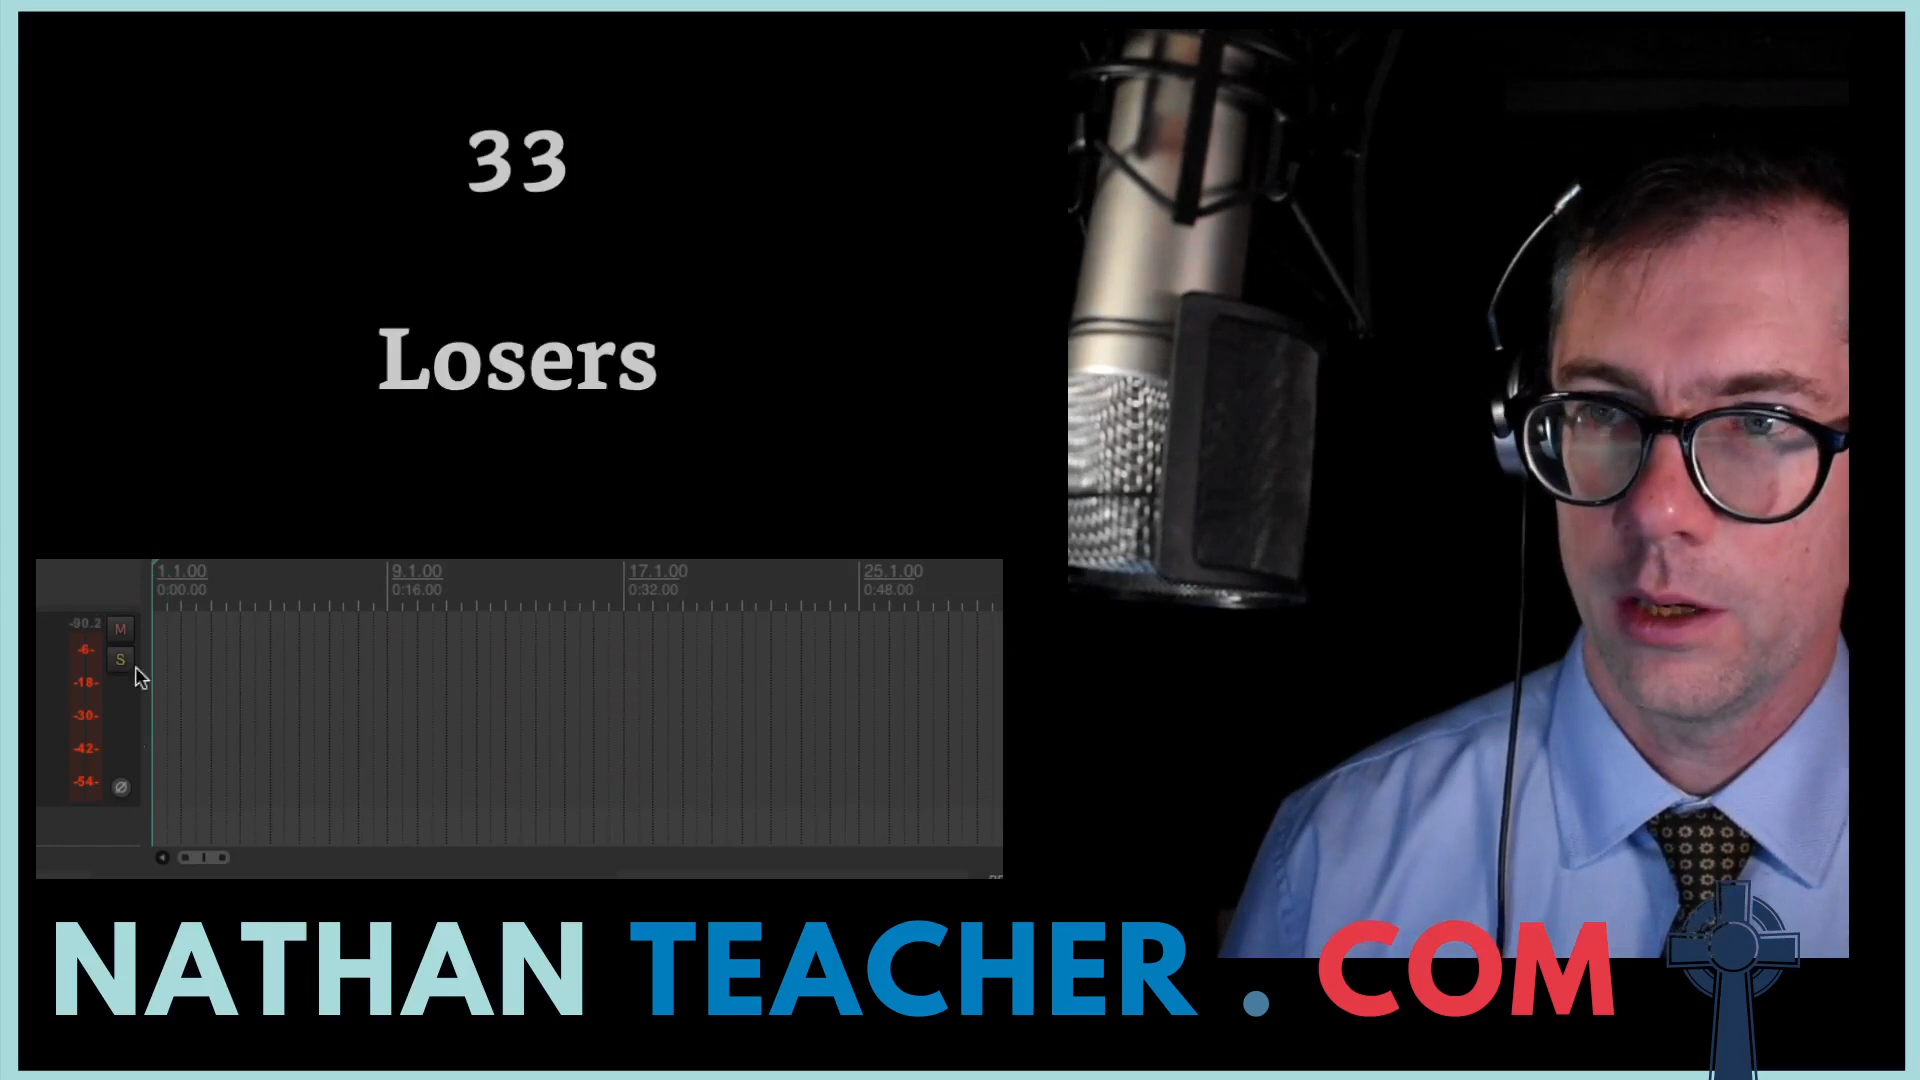 33
Losers
1.1.00 9.1.00 17.1.00 25.1.00
0:00.00 0:16.00 0:32.00 0:48.00
-90.2 M
-6-
S
-18-
-30-
-42-
-54-
NATHAN TEACHER . COM